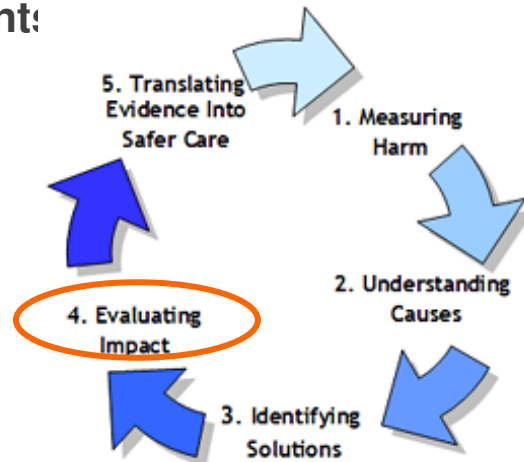 1. Measuring
Harm
2. Understanding
Causes
3. Identifying
Solutions
4. Evaluating
Impact
5. Translating
Evidence Into
Safer Care